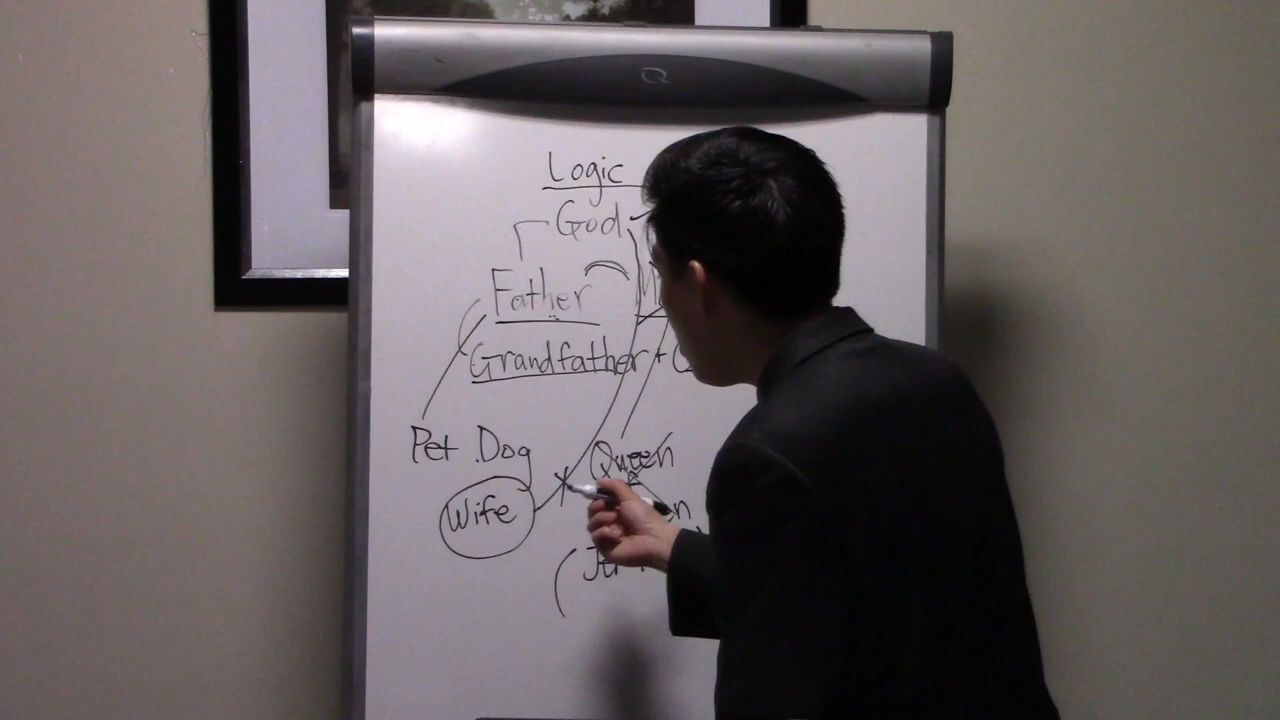 Logic
God
Father
Grandfather +
Pet Dog
Queen
Wife